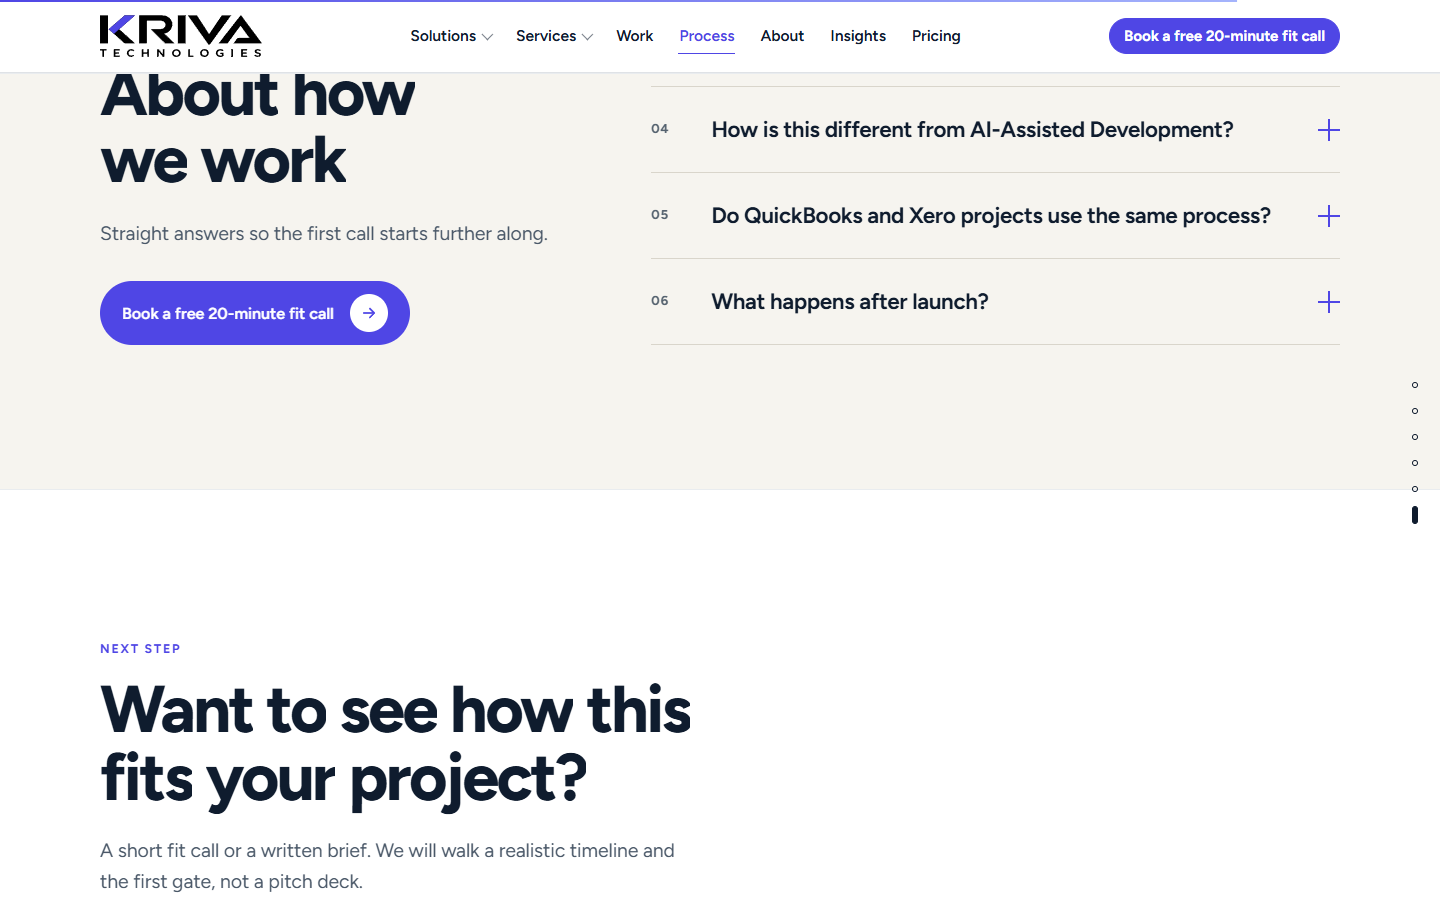 KRIVA
TECHNOLOGIES
Solutions
Services
Work
Process
About
Insights
Pricing
Book a free 20-minute fit call
About how
we work
Straight answers so the first call starts further along.
Book a free 20-minute fit call
04 How is this different from AI-Assisted Development?
05 Do QuickBooks and Xero projects use the same process?
06 What happens after launch?
NEXT STEP
Want to see how this
fits your project?
A short fit call or a written brief. We will walk a realistic timeline and
the first gate, not a pitch deck.